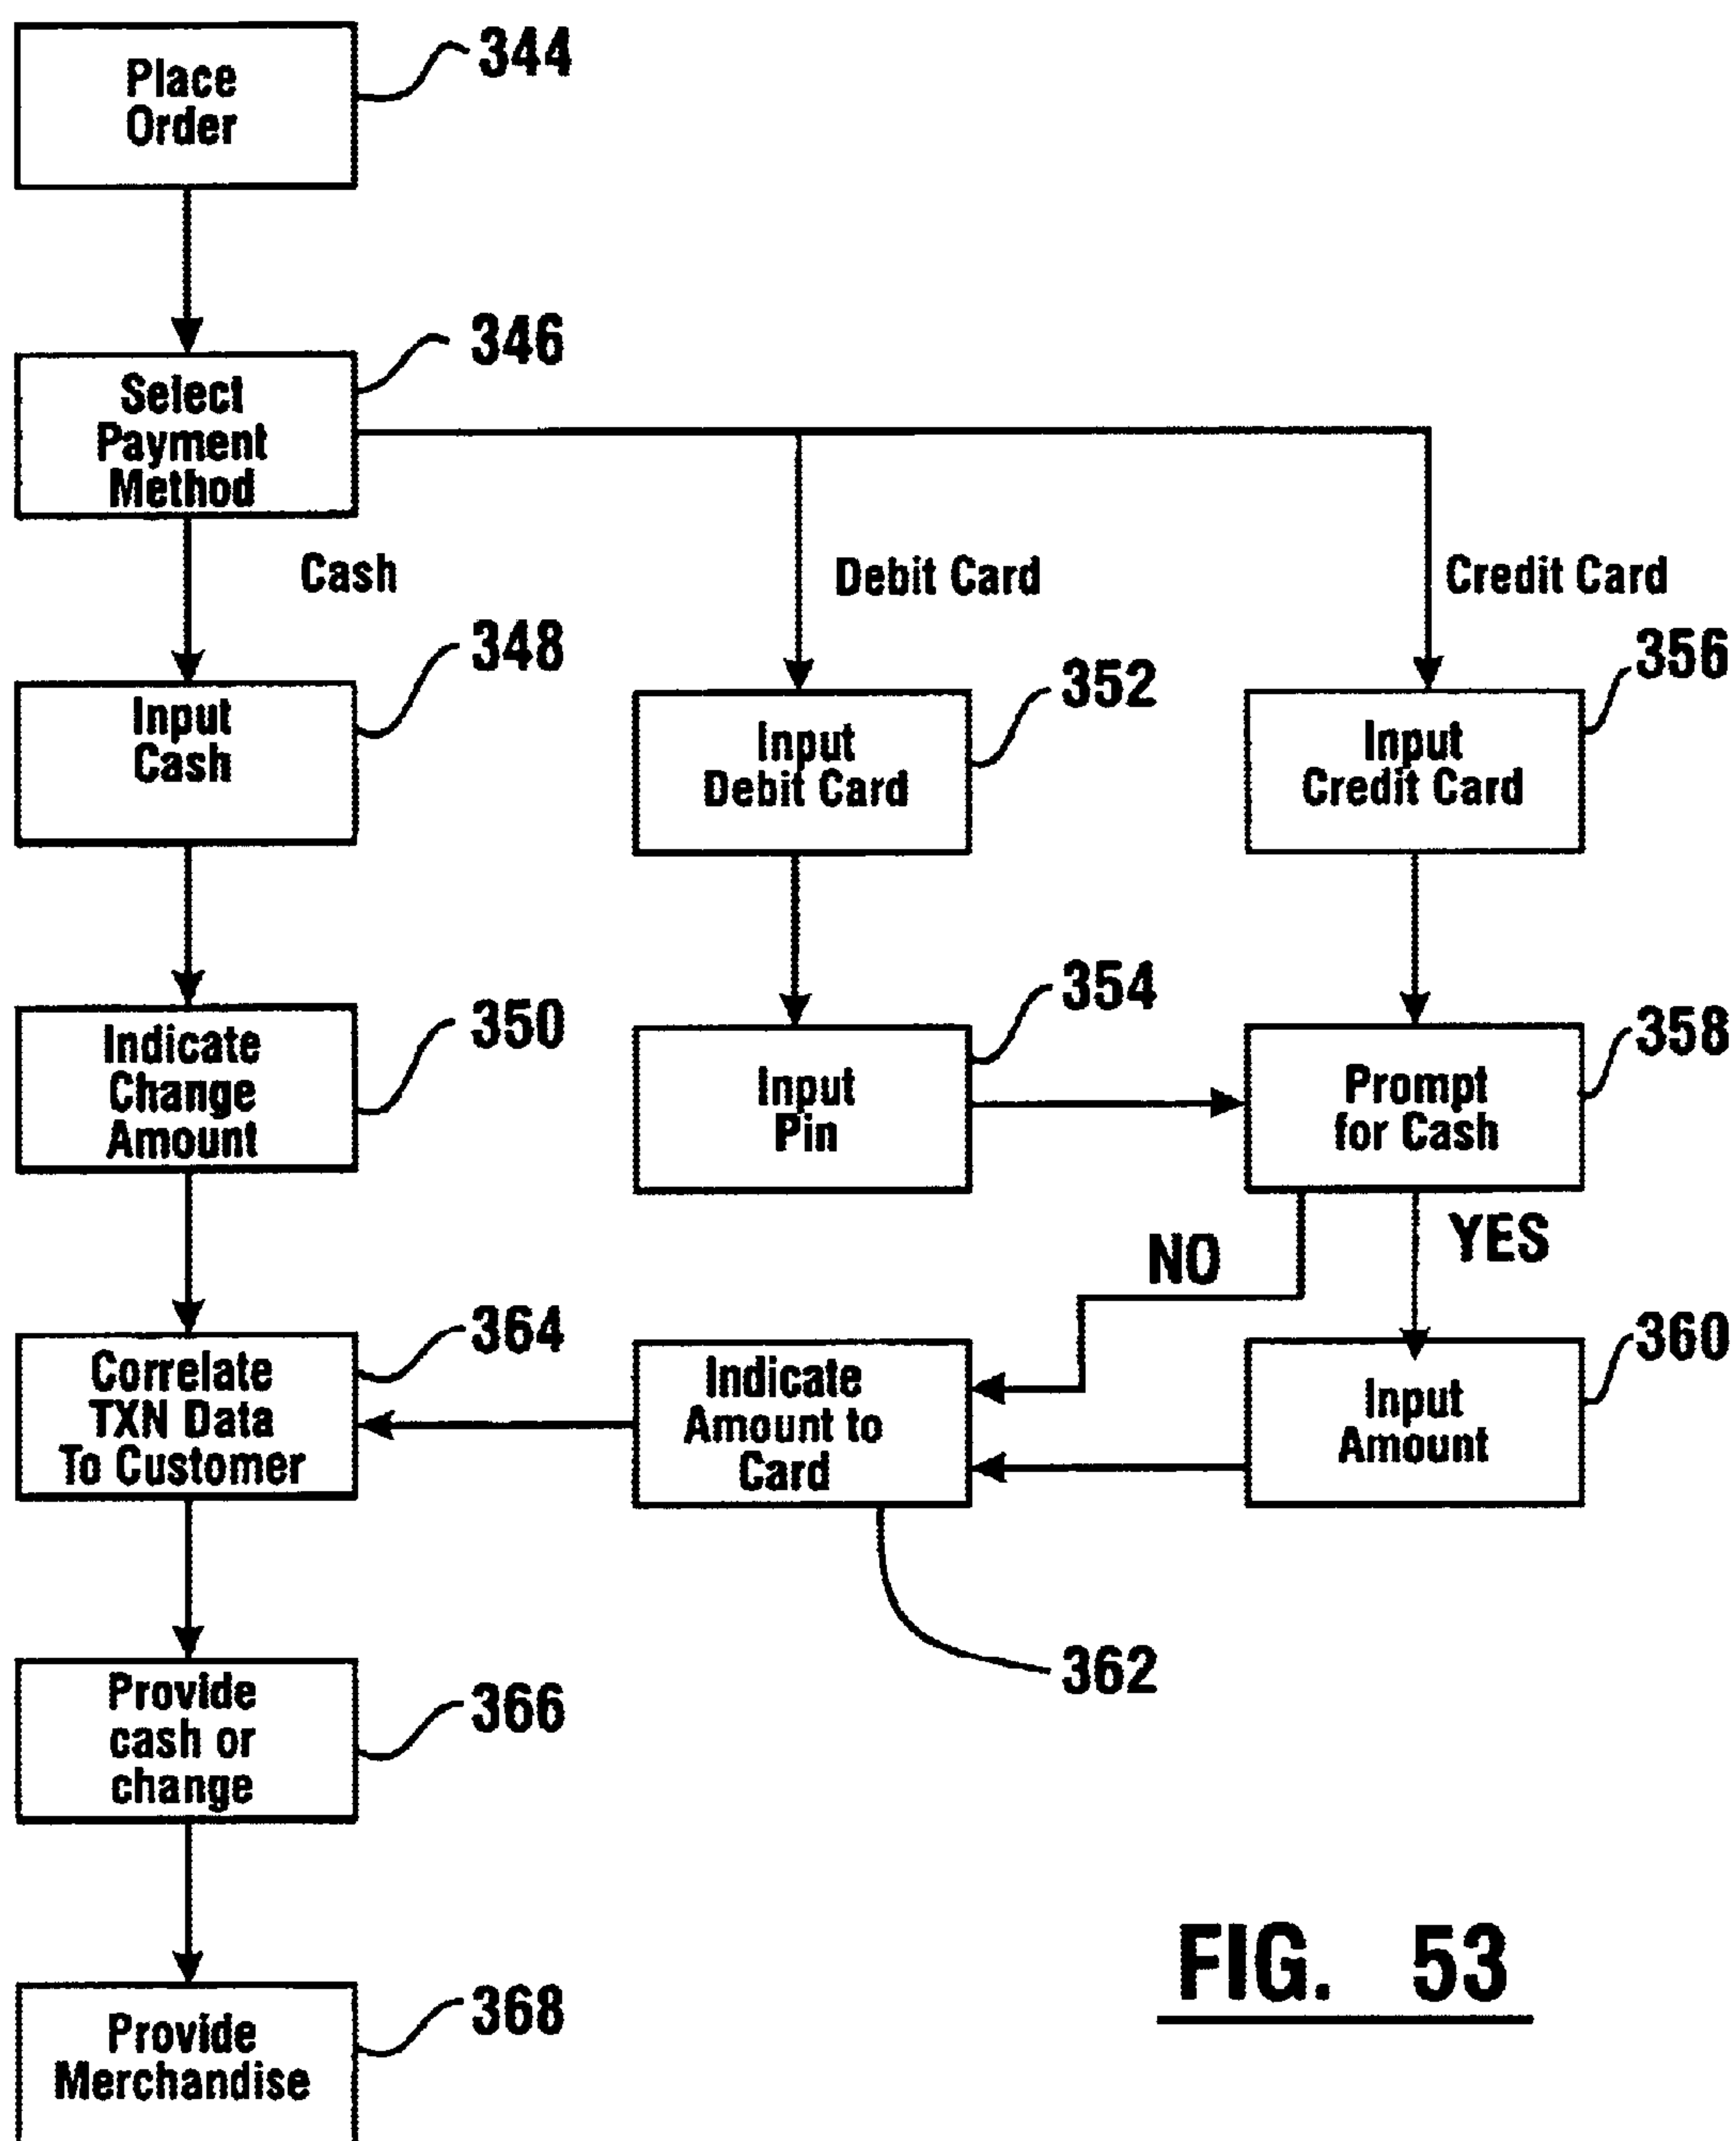 Place
Order
344
346
Select
Payment
Method
Cash
Debit Card
Credit Card
348
352
356
Input
Cash
Input
Debit Card
Input
Credit Card
350
354
358
Indicate
Change
Amount
Input
Pin
Prompt
for Cash
NO
YES
364
360
Correlate
TXN Data
To Customer
Indicate
Amount to
Card
Input
Amount
362
366
Provide
cash or
change
368
Provide
Merchandise
FIG. 53